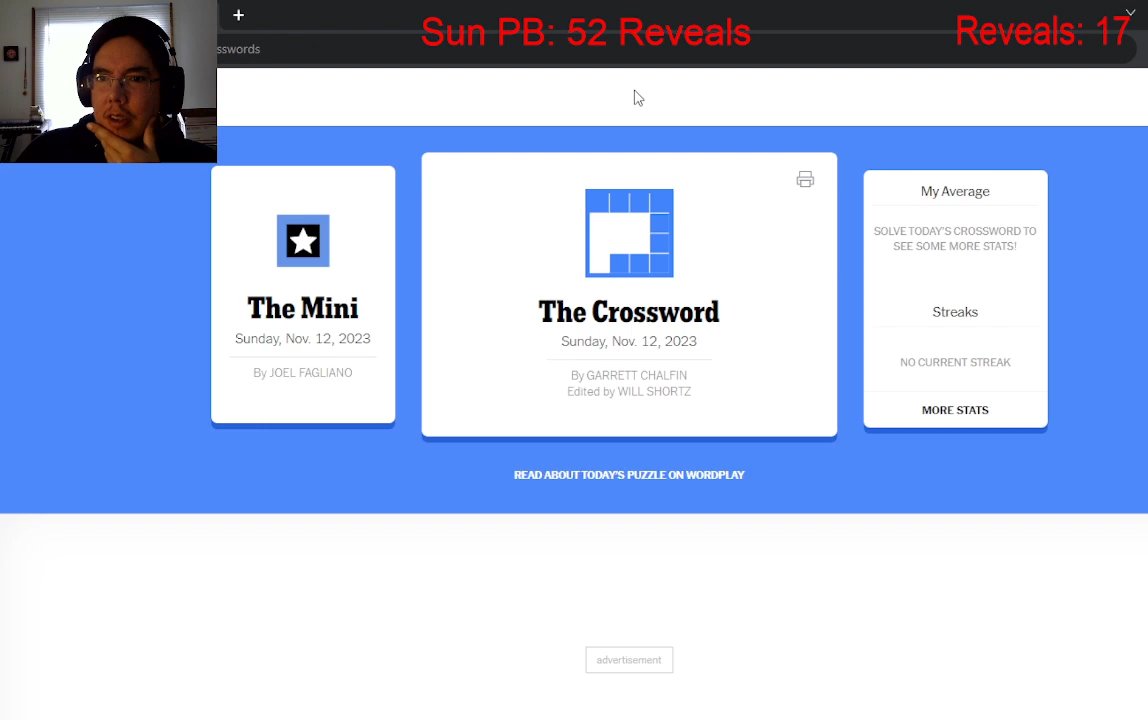 Sun PB: 52 Reveals
Reveals: 17
sswords
The Mini
Sunday, Nov. 12, 2023
By JOEL FAGLIANO
The Crossword
Sunday, Nov. 12, 2023
By GARRETT CHALFIN
Edited by WILL SHORTZ
My Average
SOLVE TODAY'S CROSSWORD TO
SEE SOME MORE STATS!
Streaks
NO CURRENT STREAK
MORE STATS
READ ABOUT TODAY'S PUZZLE ON WORDPLAY
advertisement